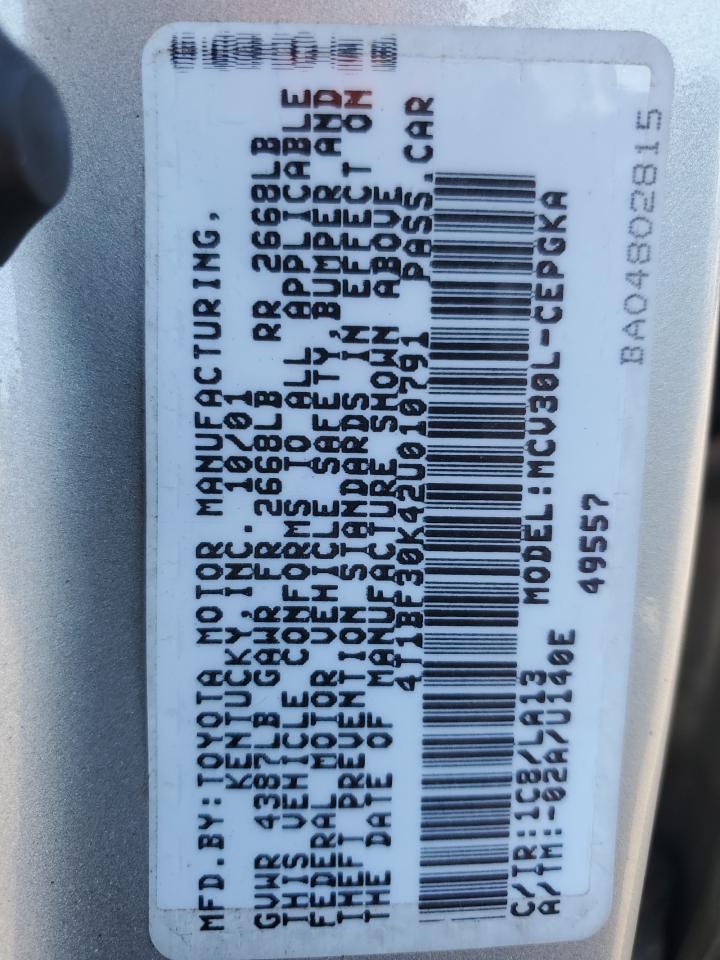 MFD.BY:TOYOTA MOTOR MANUFACTURING,
KENTUCKY,INC. 10/01
GVWR 4387LB GAWR FR 2668LB RR 2668LB
THIS VEHICLE CONFORMS TO ALL APPLICABLE
FEDERAL MOTOR VEHICLE SAFETY,BUMPER AND
THEFT PREVENTION STANDARDS IN EFFECT ON
THE DATE OF MANUFACTURE SHOWN ABOVE
4T1BF30K42U010791 PASS.CAR
C/TR:1C8/LA13 MODEL:MCV30L-CEPGKA
A/TM:-02A/U140E 49557
BA04802815